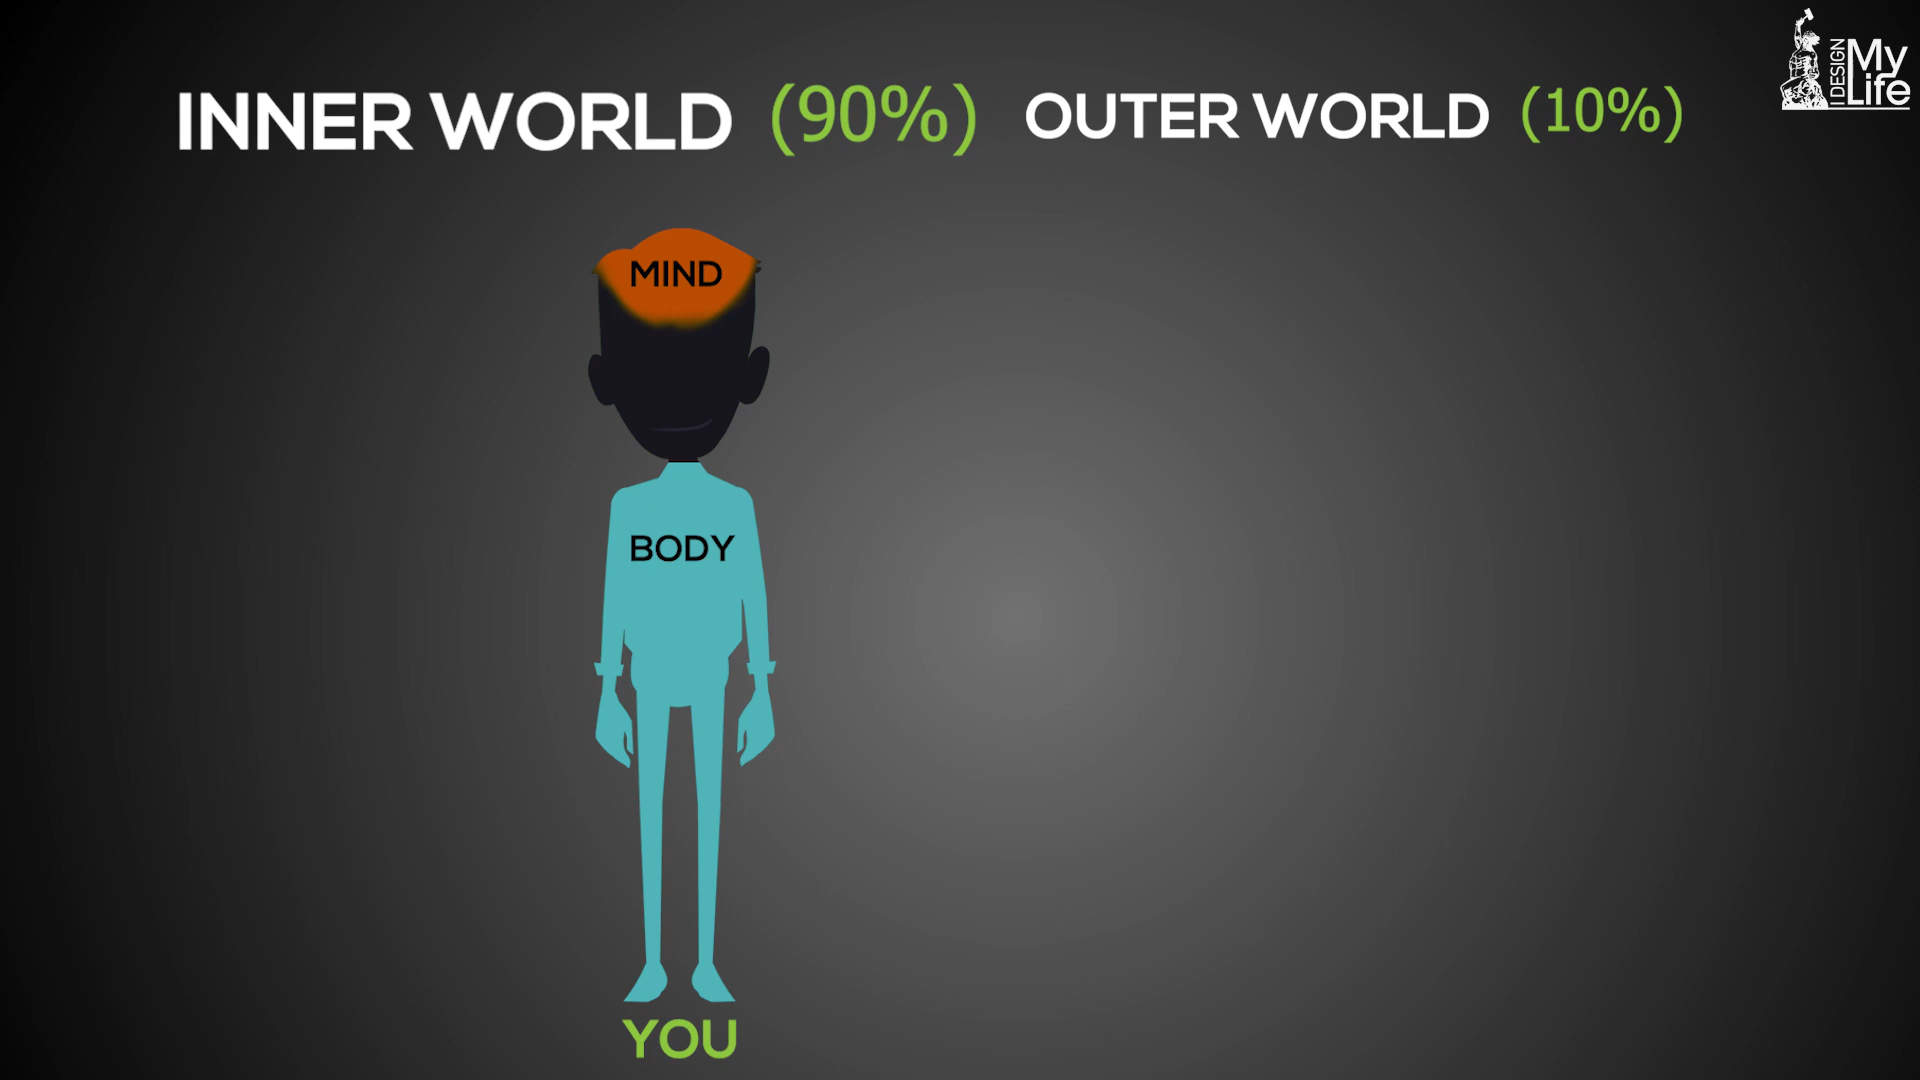 INNER WORLD (90%) OUTER WORLD (10%)
I DESIGN
My
Life
MIND
BODY
YOU